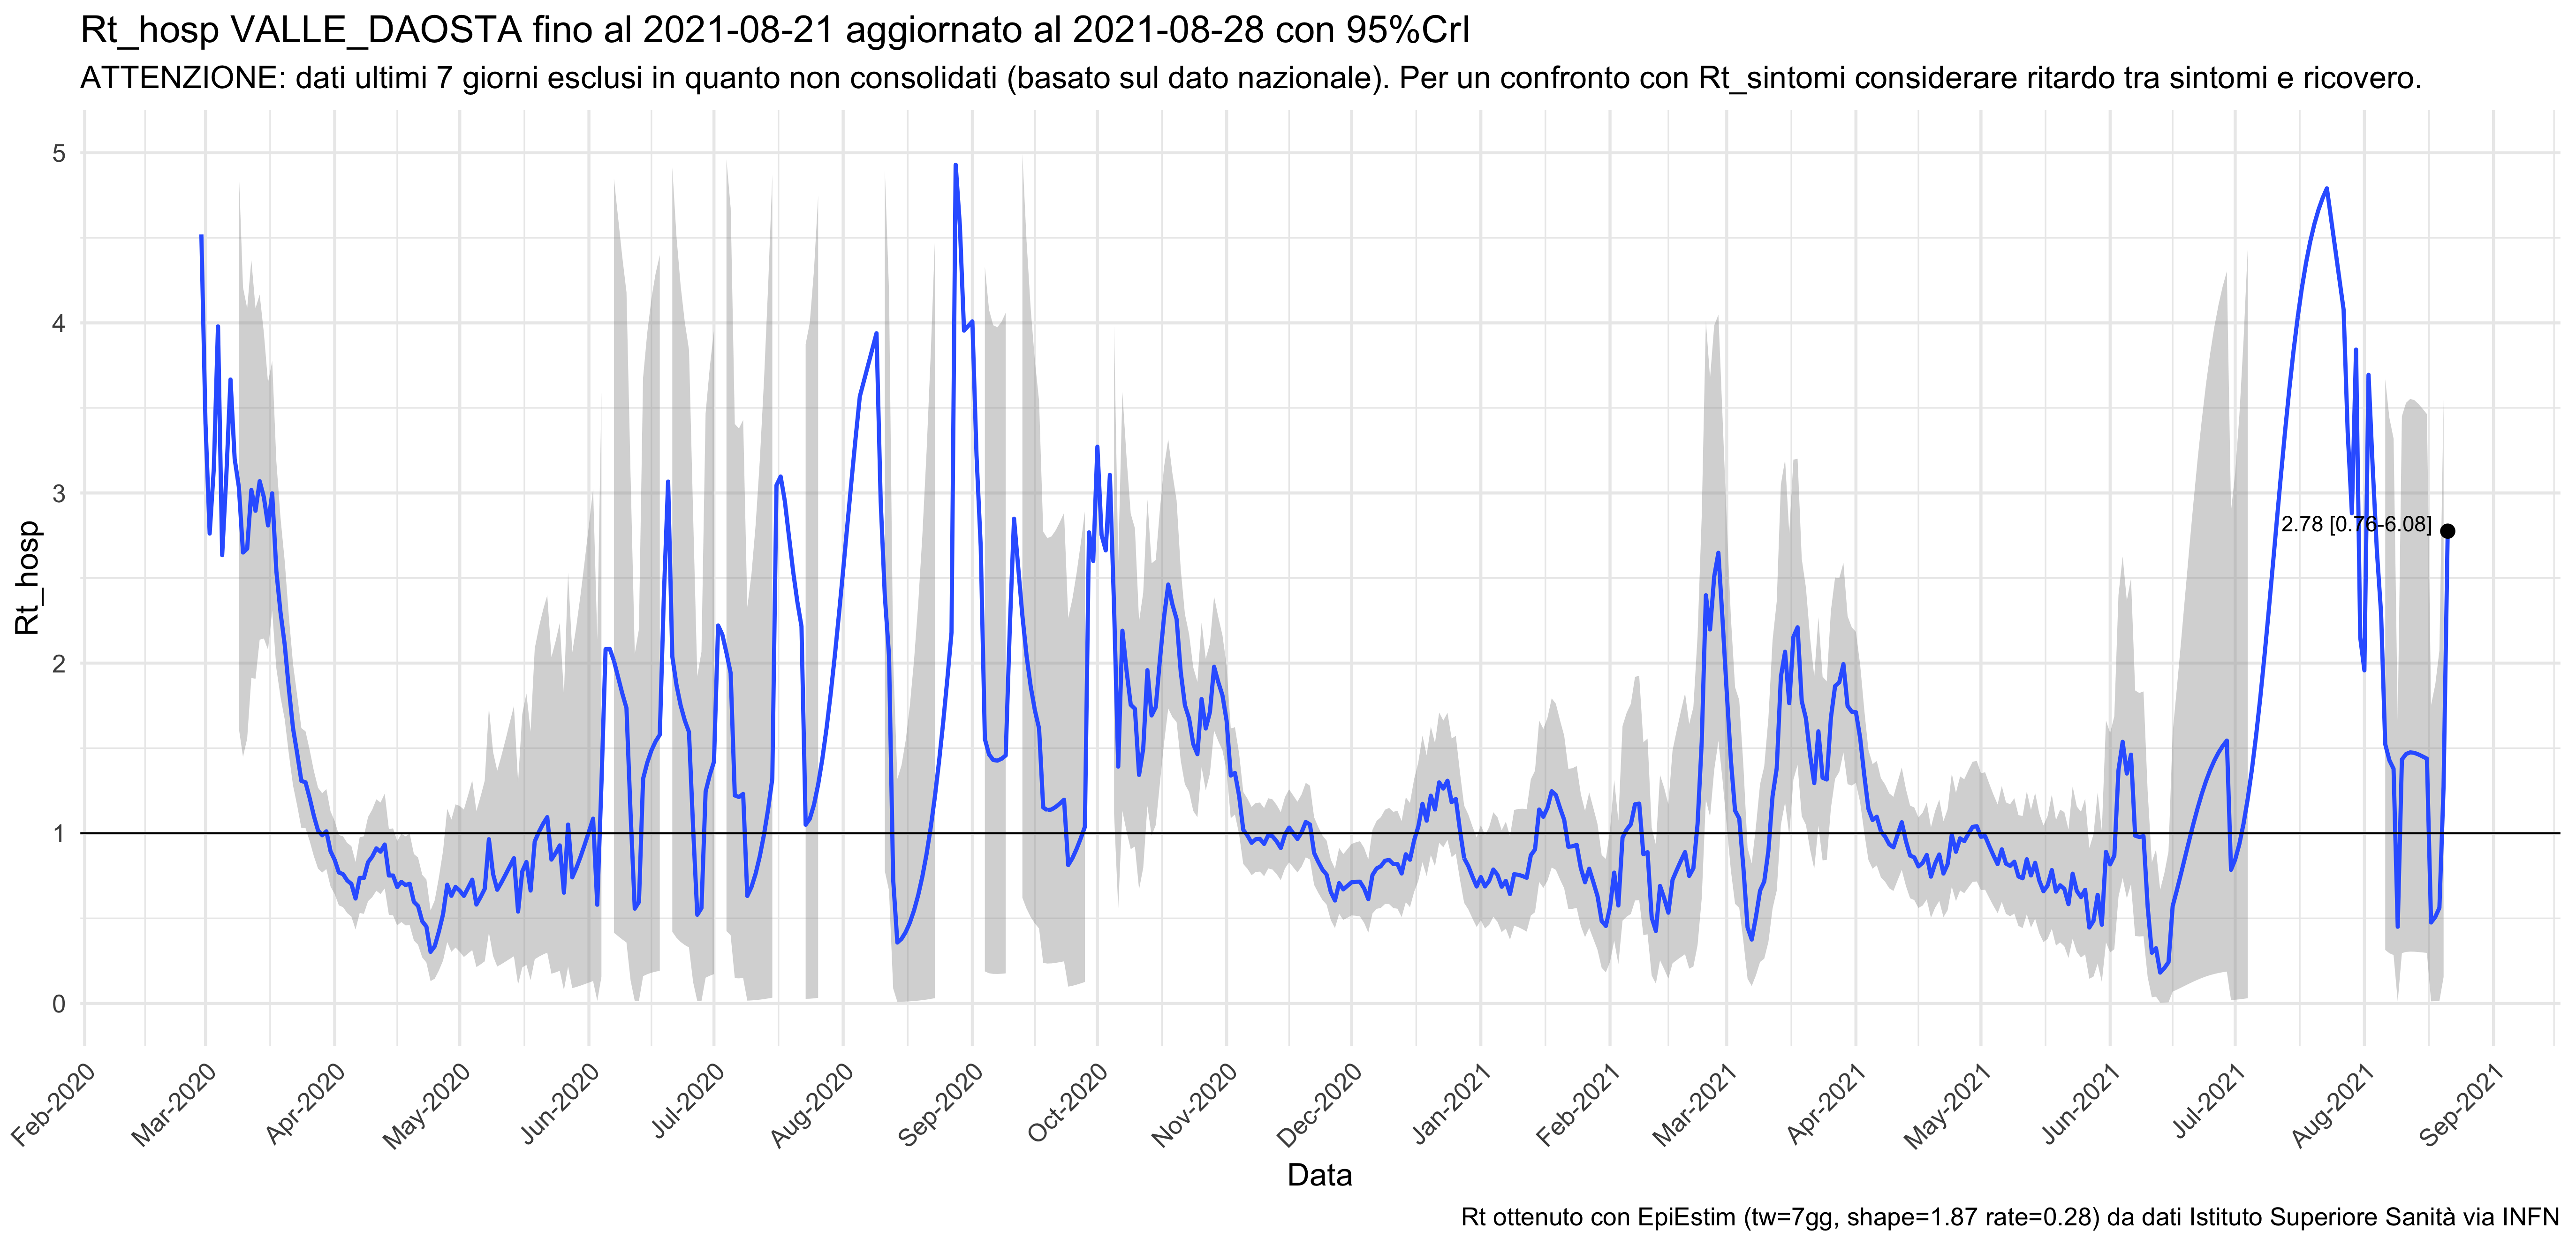 Rt_hosp VALLE_DAOSTA fino al 2021-08-21 aggiornato al 2021-08-28 con 95%CrI
ATTENZIONE: dati ultimi 7 giorni esclusi in quanto non consolidati (basato sul dato nazionale). Per un confronto con Rt_sintomi considerare ritardo tra sintomi e ricovero.
5
4
3
2
1
0
Rt_hosp
2.78 [0.76-6.08]
Feb-2020
Mar-2020
Apr-2020
May-2020
Jun-2020
Jul-2020
Aug-2020
Sep-2020
Oct-2020
Nov-2020
Dec-2020
Jan-2021
Feb-2021
Mar-2021
Apr-2021
May-2021
Jun-2021
Jul-2021
Aug-2021
Sep-2021
Data
Rt ottenuto con EpiEstim (tw=7gg, shape=1.87 rate=0.28) da dati Istituto Superiore Sanità via INFN